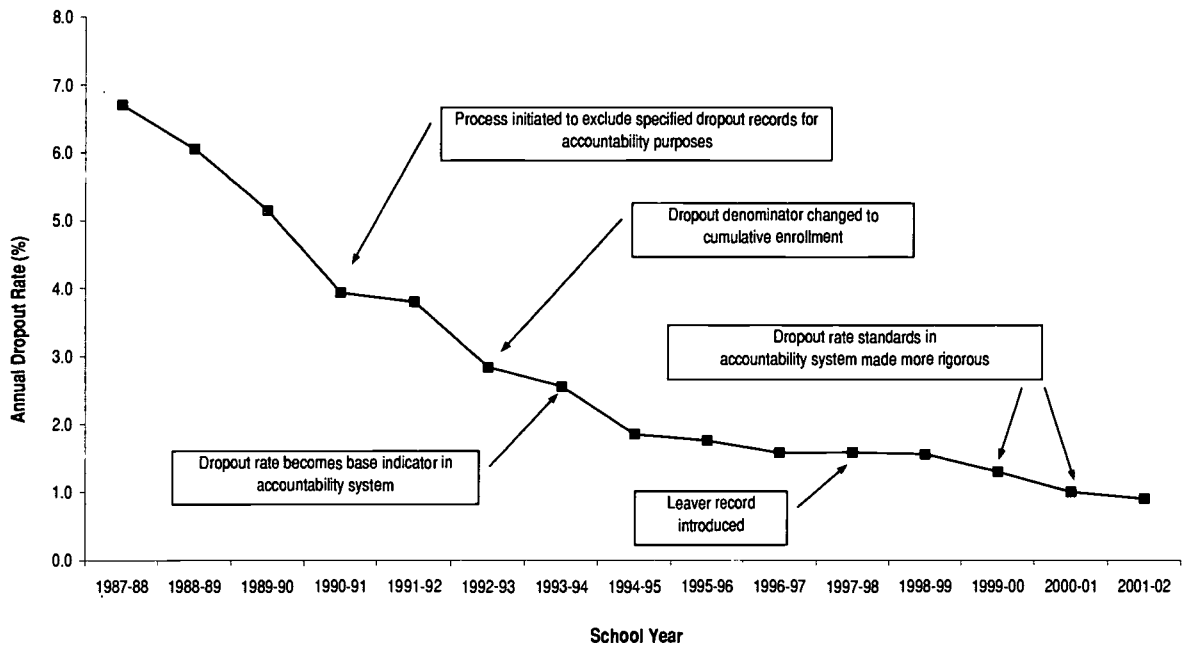 8.0
7.0
6.0
5.0
4.0
3.0
2.0
1.0
0.0
Annual Dropout Rate (%)
Process initiated to exclude specified dropout records for
accountability purposes
Dropout denominator changed to
cumulative enrollment
Dropout rate standards in
accountability system made more rigorous
Dropout rate becomes base indicator in
accountability system
Leaver record
introduced
1987-88 1988-89 1989-90 1990-91 1991-92 1992-93 1993-94 1994-95 1995-96 1996-97 1997-98 1998-99 1999-00 2000-01 2001-02
School Year